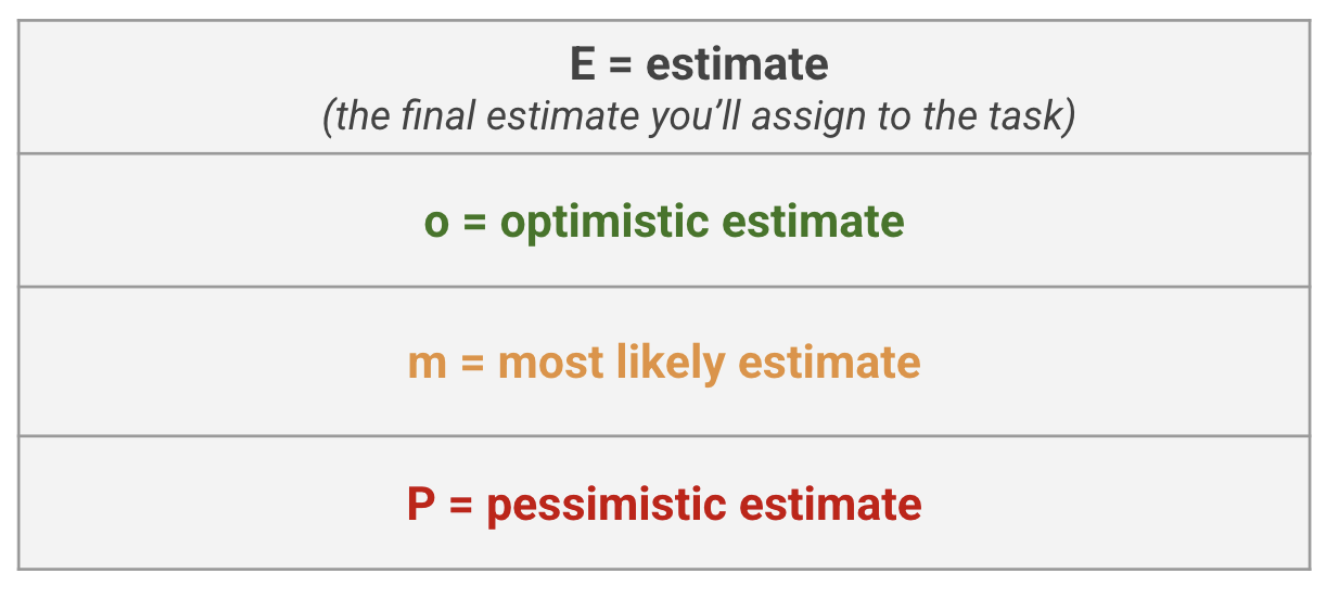 E = estimate
(the final estimate you’ll assign to the task)
o = optimistic estimate
m = most likely estimate
P = pessimistic estimate